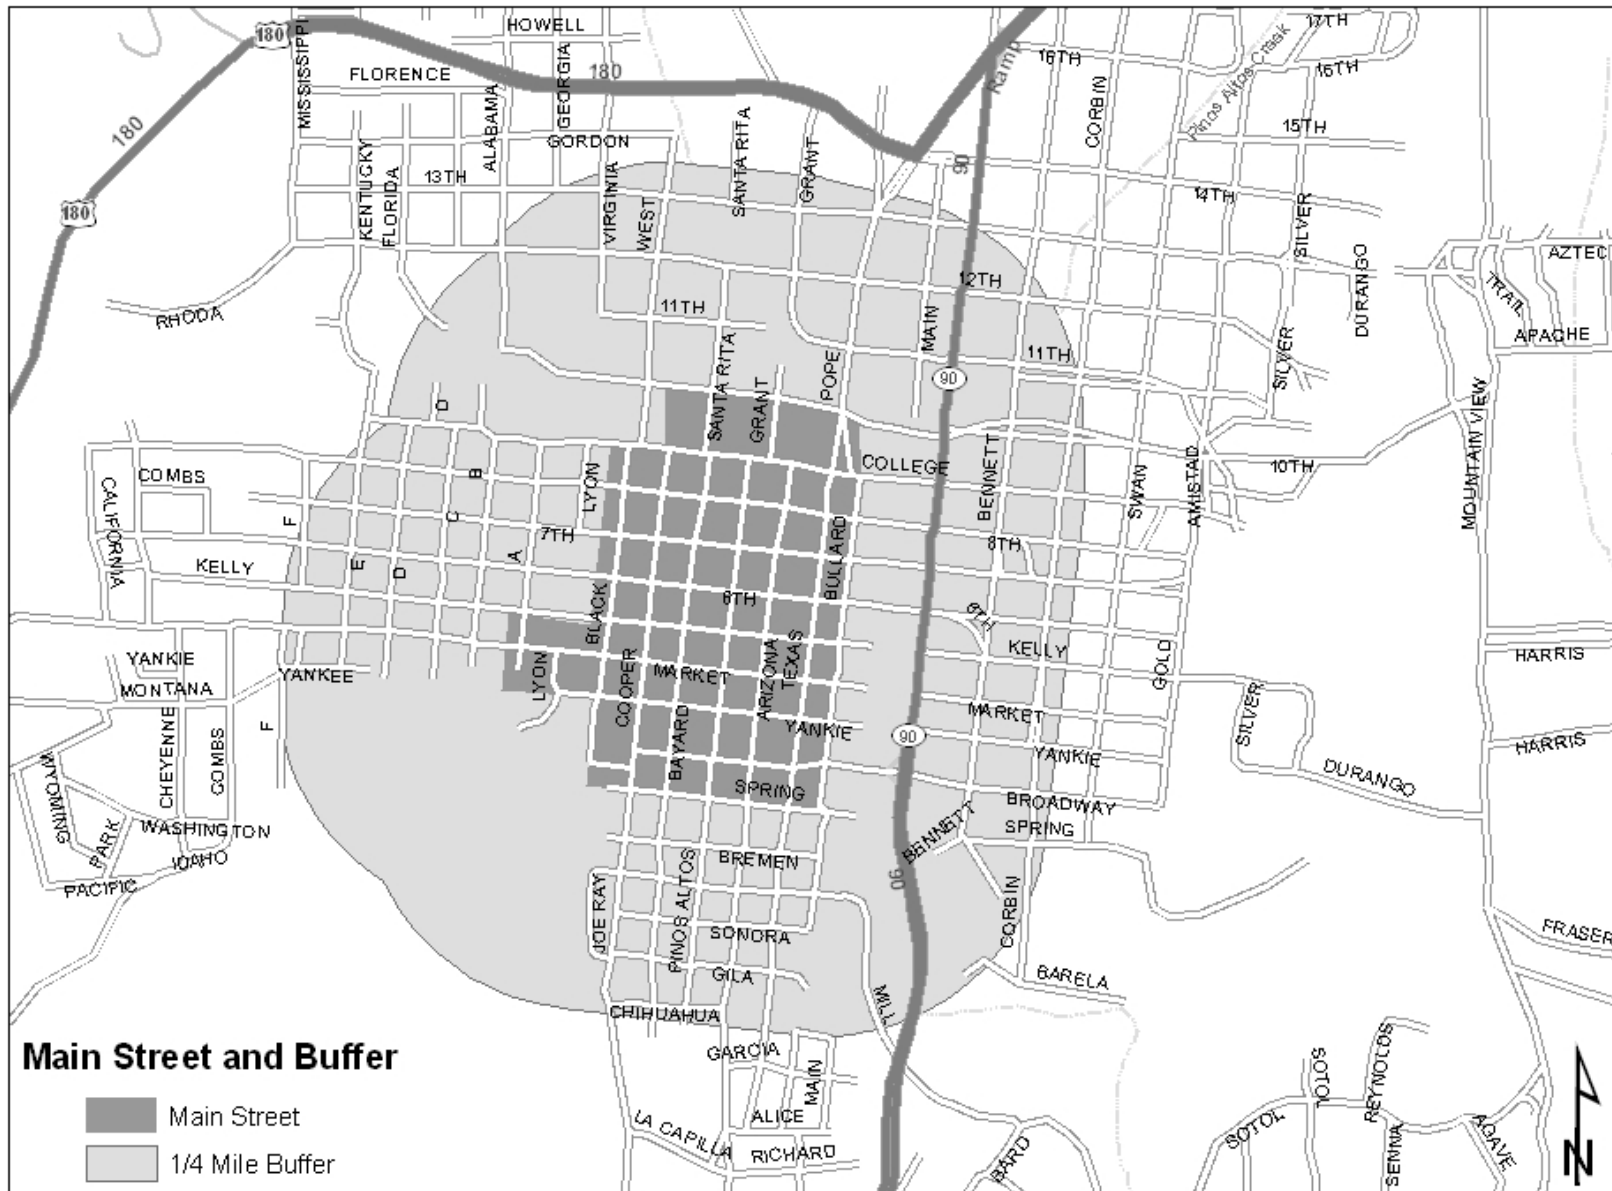 HOWELL
17TH
180
MISSISSIPPI
GEORGIA
180
FLORENCE
Ramp
16TH
16TH
Pinos Altos Creek
CORBIN
ALABAMA
180
GORDON
SANTA RITA
15TH
KENTUCKY
13TH
GRANT
90
180
FLORIDA
VIRGINIA
WEST
14TH
SILVER
AZTEC
DURANGO
12TH
TRAIL
RHODA
11TH
MAIN
APACHE
SANTA RITA
11TH
SILVER
POPE
90
GRANT
D
MOUNTAIN VIEW
COLLEGE
BENNETT
10TH
COMBS
B
LYON
SWAN
AMISTAD
CALIFORNIA
F
C
7TH
BULLARD
8TH
KELLY
E
D
A
6TH
BLACK
6TH
KELLY
YANKIE
MONTANA
YANKEE
LYON
COOPER
MARKET
ARIZONA
TEXAS
GOLD
HARRIS
F
BAYARD
YANKIE
90
MARKET
YANKIE
SILVER
HARRIS
CHEYENNE
COMBS
WYOMING
SPRING
DURANGO
BROADWAY
PARK
WASHINGTON
BENNETT
SPRING
IDAHO
BREMEN
PACIFIC
90
JOE RAY
PINOS ALTOS
CORBIN
SONORA
FRASER
GILA
BARELA
CHIHUAHUA
MILL
Main Street and Buffer
GARCIA
MAIN
SOTOL
REYNOLDS
Main Street
ALICE
LA CAPILLA
RICHARD
BARD
SOTOL
SENNA
AGAVE
1/4 Mile Buffer
N